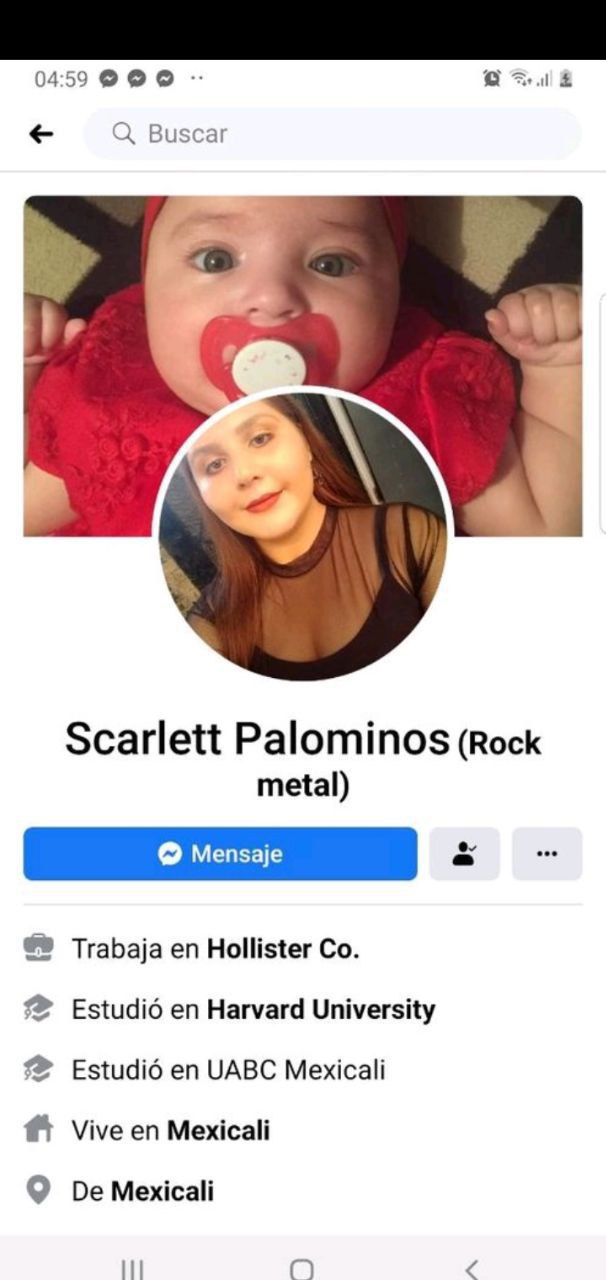 04:59
Buscar
Scarlett Palominos (Rock
metal)
Mensaje
Trabaja en Hollister Co.
Estudió en Harvard University
Estudió en UABC Mexicali
Vive en Mexicali
De Mexicali